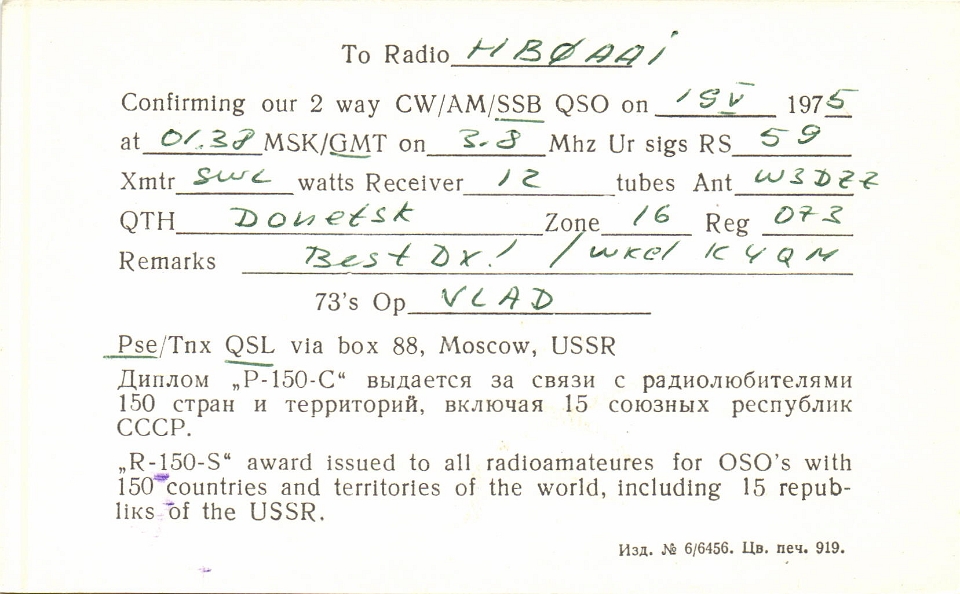 To Radio HBØAAI
Confirming our 2 way CW/AM/SSB QSO on 15 V 1975
at 01.38 MSK/GMT on 3.8 Mhz Ur sigs RS 59
Xmtr SWL watts Receiver 12 tubes Ant W3DZZ
QTH Donetsk Zone 16 Reg 073
Remarks Best Dx! /wkd K4QM
73's Op VLAD
Pse/Tnx QSL via box 88, Moscow, USSR
Диплом „Р-150-С“ выдается за связи с радиолюбителями
150 стран и территорий, включая 15 союзных республик
СССР.
„R-150-S“ award issued to all radioamateures for OSO's with
150 countries and territories of the world, including 15 repub-
liks of the USSR.
Изд. № 6/6456. Цв. печ. 919.